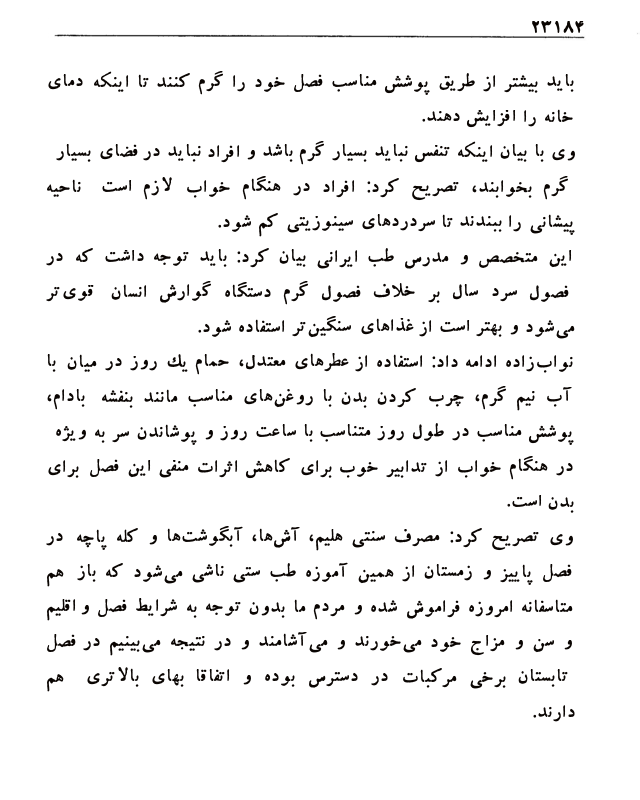 ۲۳۱۸۴
باید بیشتر از طریق پوشش مناسب فصل خود را گرم کنند تا اینکه دمای
خانه را افزایش دهند.
وی با بیان اینکه تنفس نباید بسیار گرم باشد و افراد نباید در فضای بسیار
گرم بخوابند، تصریح کرد: افراد در هنگام خواب لازم است ناحیه
پیشانی را ببندند تا سردردهای سینوزیتی کم شود.
این متخصص و مدرس طب ایرانی بیان کرد: باید توجه داشت که در
فصول سرد سال بر خلاف فصول گرم دستگاه گوارش انسان قوی‌تر
می‌شود و بهتر است از غذاهای سنگین‌تر استفاده شود.
نواب‌زاده ادامه داد: استفاده از عطرهای معتدل، حمام یك روز در میان با
آب نیم گرم، چرب کردن بدن با روغن‌های مناسب مانند بنفشه بادام،
پوشش مناسب در طول روز متناسب با ساعت روز و پوشاندن سر به ویژه
در هنگام خواب از تدابیر خوب برای کاهش اثرات منفی این فصل برای
بدن است.
وی تصریح کرد: مصرف سنتی هلیم، آش‌ها، آبگوشت‌ها و کله پاچه در
فصل پاییز و زمستان از همین آموزه طب ستی ناشی می‌شود که باز هم
متاسفانه امروزه فراموش شده و مردم ما بدون توجه به شرایط فصل و اقلیم
و سن و مزاج خود می‌خورند و می‌آشامند و در نتیجه می‌بینیم در فصل
تابستان برخی مرکبات در دسترس بوده و اتفاقا بهای بالاتری هم
دارند.